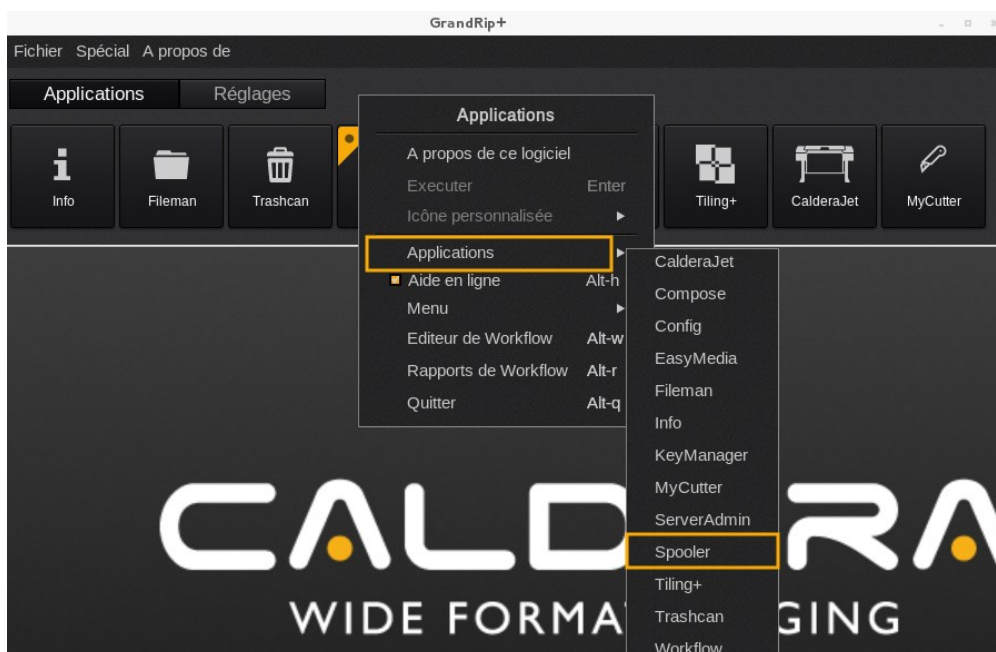 GrandRip+
Fichier Spécial A propos de
Applications Réglages
Info
Fileman
Trashcan
Tiling+
CalderaJet
MyCutter
Applications
A propos de ce logiciel
Executer Enter
Icône personnalisée
Applications
Aide en ligne Alt-h
Menu
Editeur de Workflow Alt-w
Rapports de Workflow Alt-r
Quitter Alt-q
CalderaJet
Compose
Config
EasyMedia
Fileman
Info
KeyManager
MyCutter
ServerAdmin
Spooler
Tiling+
Trashcan
Workflow
CALD RA
WIDE FORMA GING